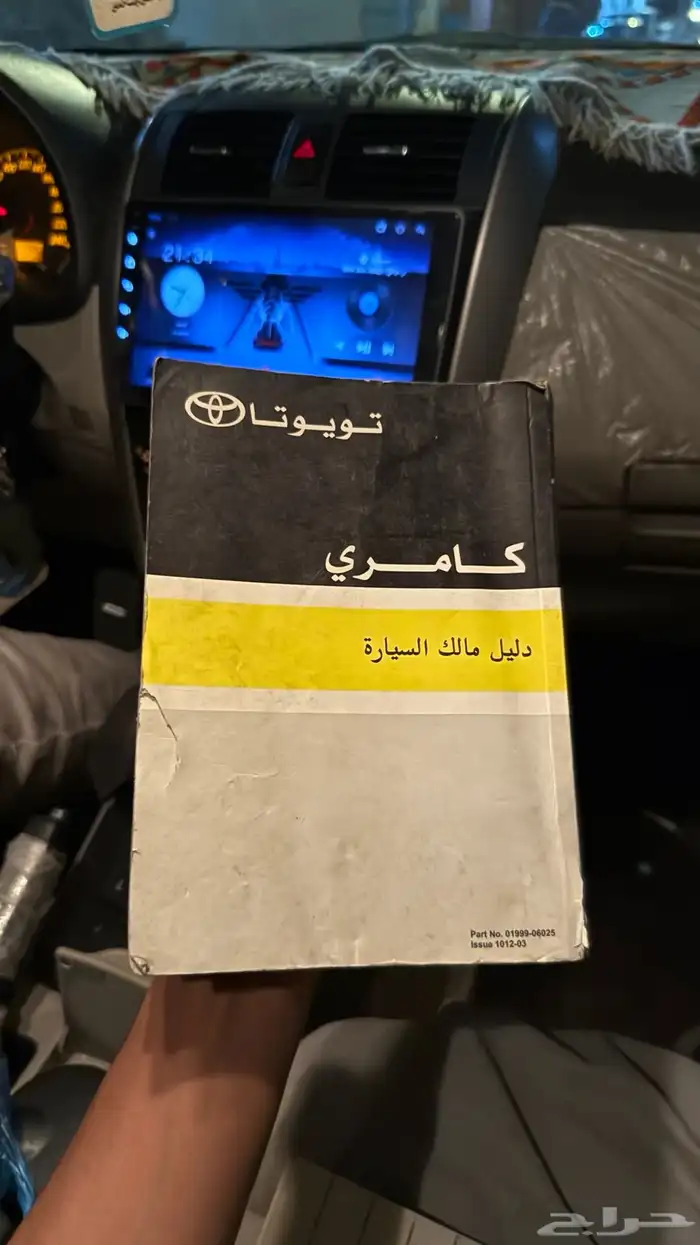 21:34
تويوتا
كامري
دليل مالك السيارة
Part No. 01999-06025
Issue 1012-03
حراج